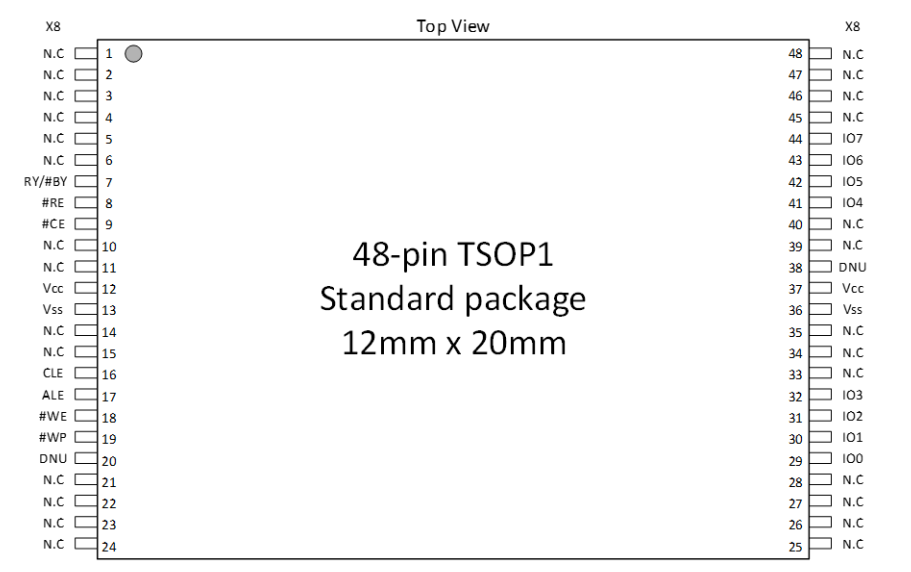 X8 Top View X8
N.C 1 48 N.C
N.C 2 47 N.C
N.C 3 46 N.C
N.C 4 45 N.C
N.C 5 44 IO7
N.C 6 43 IO6
RY/#BY 7 42 IO5
#RE 8 41 IO4
#CE 9 40 N.C
N.C 10 39 N.C
N.C 11 38 DNU
Vcc 12 37 Vcc
Vss 13 36 Vss
N.C 14 35 N.C
N.C 15 34 N.C
CLE 16 33 N.C
ALE 17 32 IO3
#WE 18 31 IO2
#WP 19 30 IO1
DNU 20 29 IO0
N.C 21 28 N.C
N.C 22 27 N.C
N.C 23 26 N.C
N.C 24 25 N.C
48-pin TSOP1
Standard package
12mm x 20mm